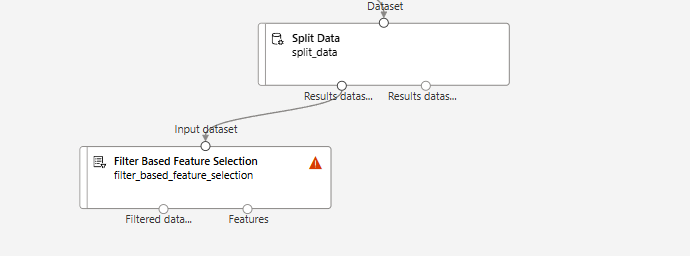 Dataset
Split Data
split_data
Results datas... Results datas...
Input dataset
Filter Based Feature Selection
filter_based_feature_selection
Filtered data... Features